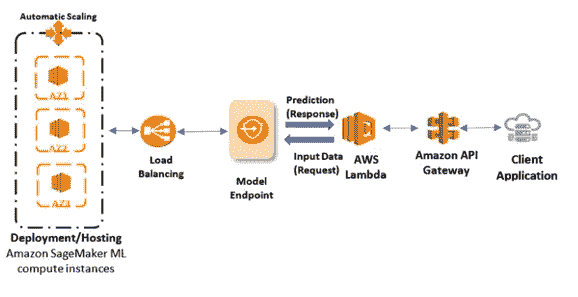 Automatic Scaling
AZ1
AZ2
AZ3
Deployment/Hosting
Amazon SageMaker ML
compute instances
Load
Balancing
Model
Endpoint
Prediction
(Response)
Input Data
(Request)
AWS
Lambda
Amazon API
Gateway
Client
Application